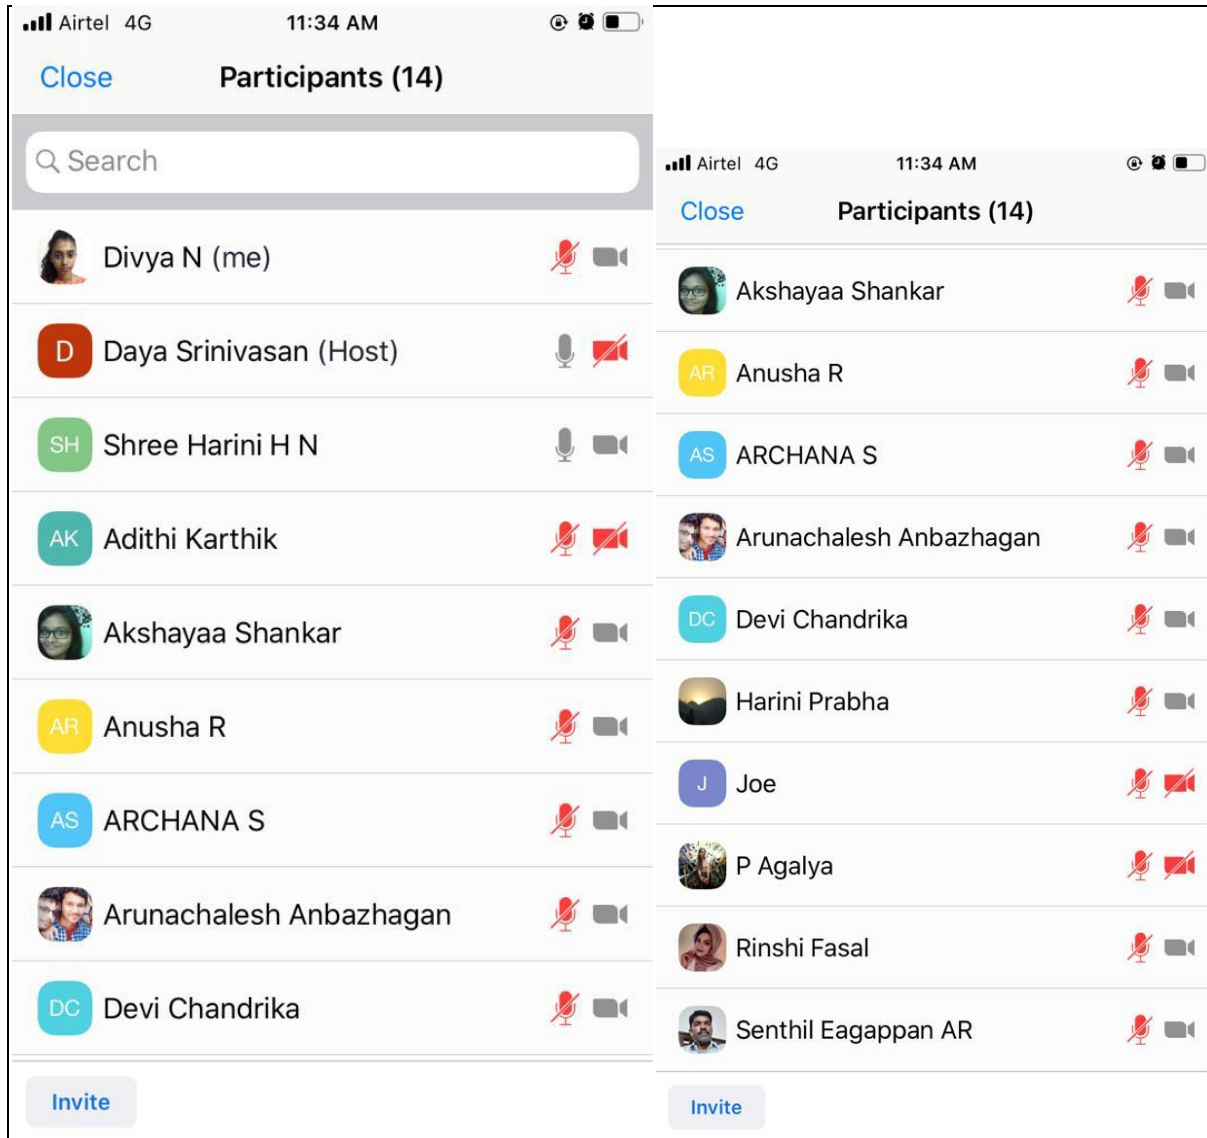 Airtel 4G 11:34 AM
Close Participants (14)
Search
Divya N (me)
D Daya Srinivasan (Host)
SH Shree Harini H N
AK Adithi Karthik
Akshayaa Shankar
AR Anusha R
AS ARCHANA S
Arunachalesh Anbazhagan
DC Devi Chandrika
Invite
Airtel 4G 11:34 AM
Close Participants (14)
Akshayaa Shankar
AR Anusha R
AS ARCHANA S
Arunachalesh Anbazhagan
DC Devi Chandrika
Harini Prabha
J Joe
P Agalya
Rinshi Fasal
Senthil Eagappan AR
Invite